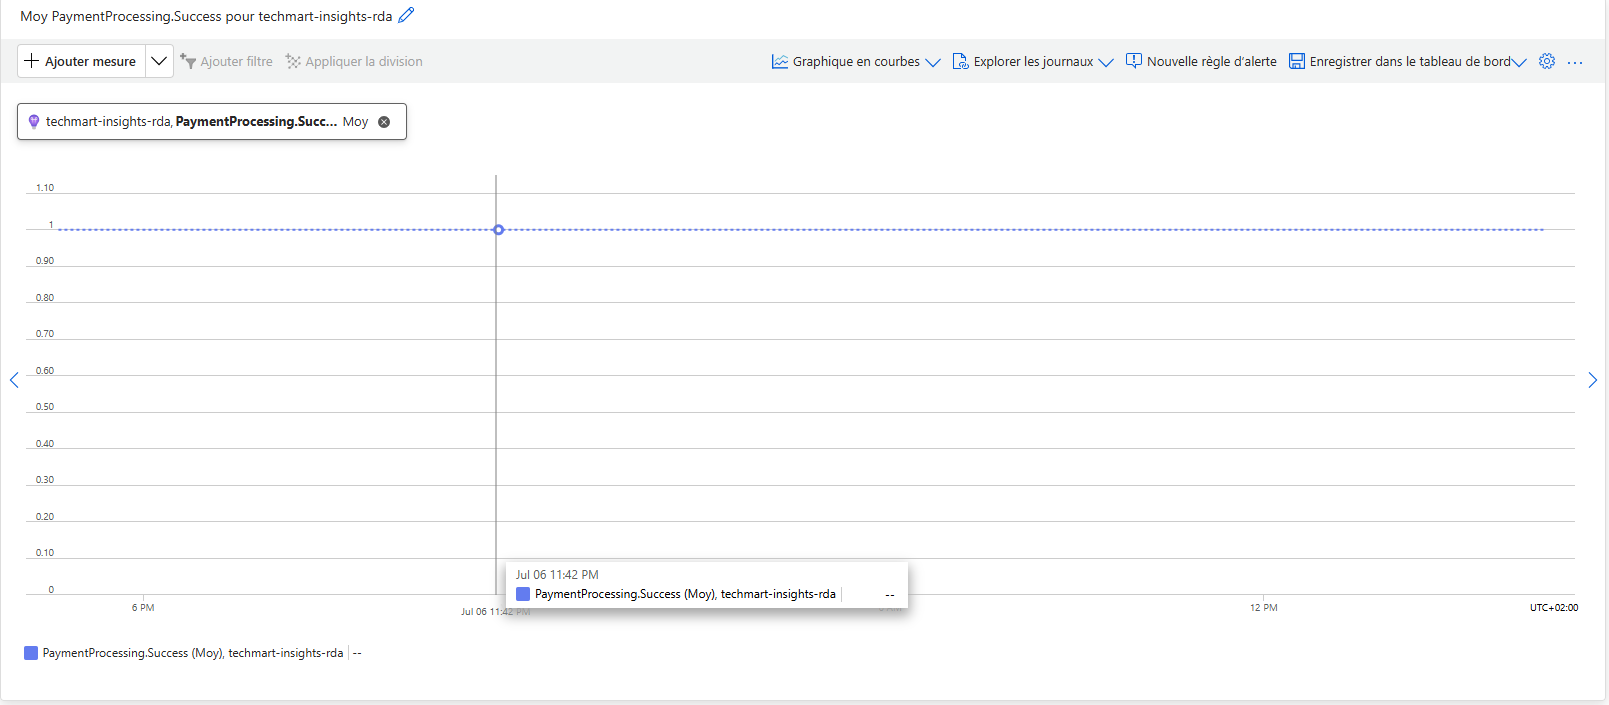 Moy PaymentProcessing.Success pour techmart-insights-rda
Ajouter mesure
Ajouter filtre
Appliquer la division
Graphique en courbes
Explorer les journaux
Nouvelle règle d'alerte
Enregistrer dans le tableau de bord
techmart-insights-rda, PaymentProcessing.Succ... Moy
1.10
1
0.90
0.80
0.70
0.60
0.50
0.40
0.30
0.20
0.10
0
Jul 06 11:42 PM
PaymentProcessing.Success (Moy), techmart-insights-rda --
6 PM
Jul 06 11:42 PM
12 PM
UTC+02:00
PaymentProcessing.Success (Moy), techmart-insights-rda --